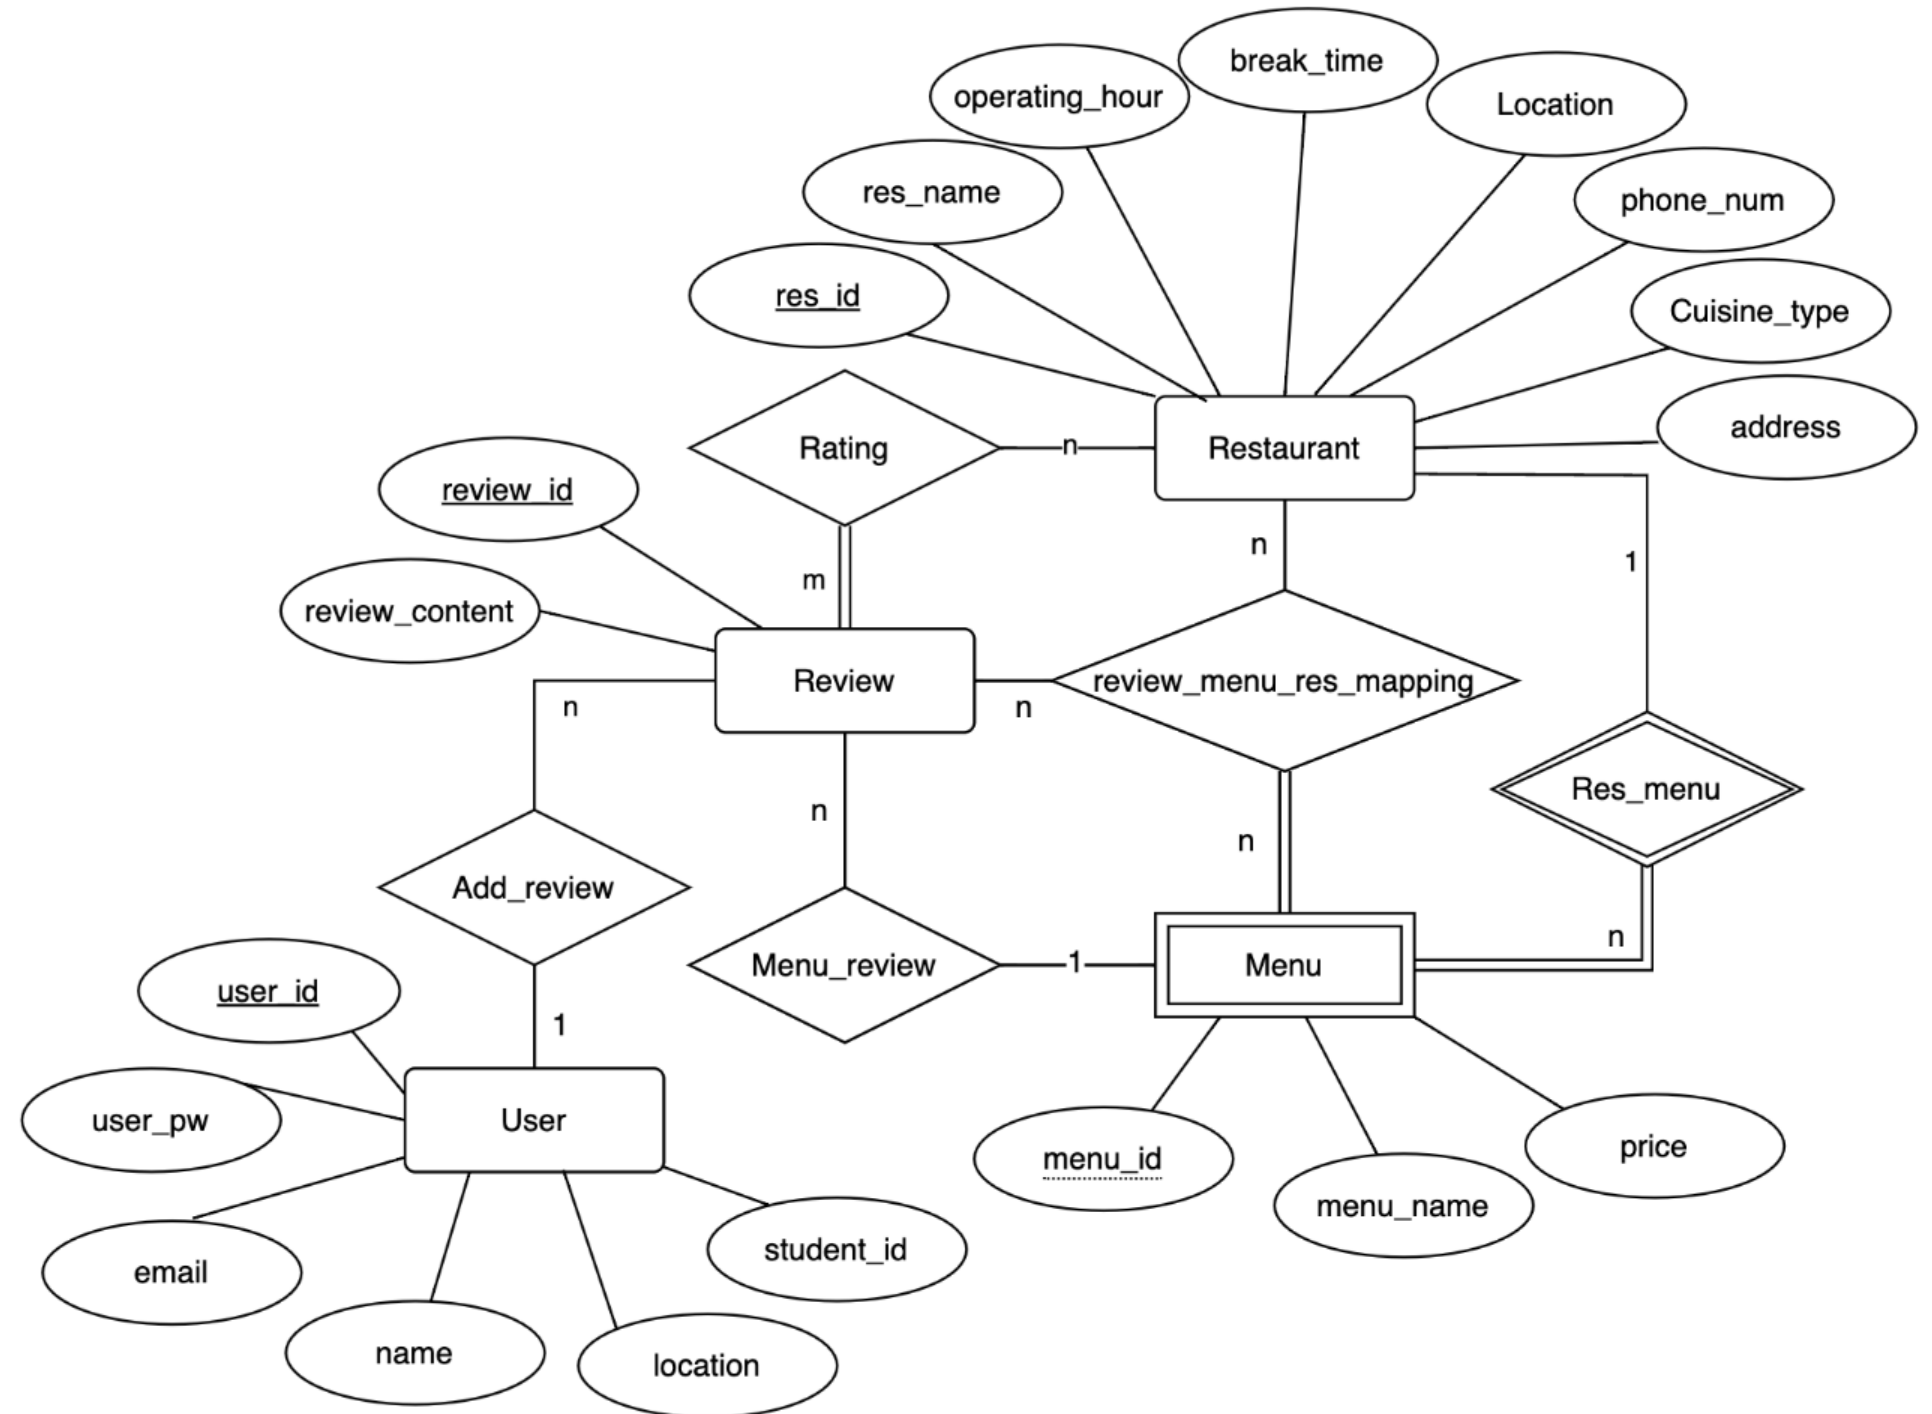 break_time
operating_hour
Location
res_name
phone_num
res_id
Cuisine_type
address
Rating
n
Restaurant
review_id
n
1
m
review_content
Review
review_menu_res_mapping
n
n
Res_menu
n
n
Add_review
n
Menu_review
1
Menu
user_id
1
user_pw
User
menu_id
price
menu_name
student_id
email
name
location